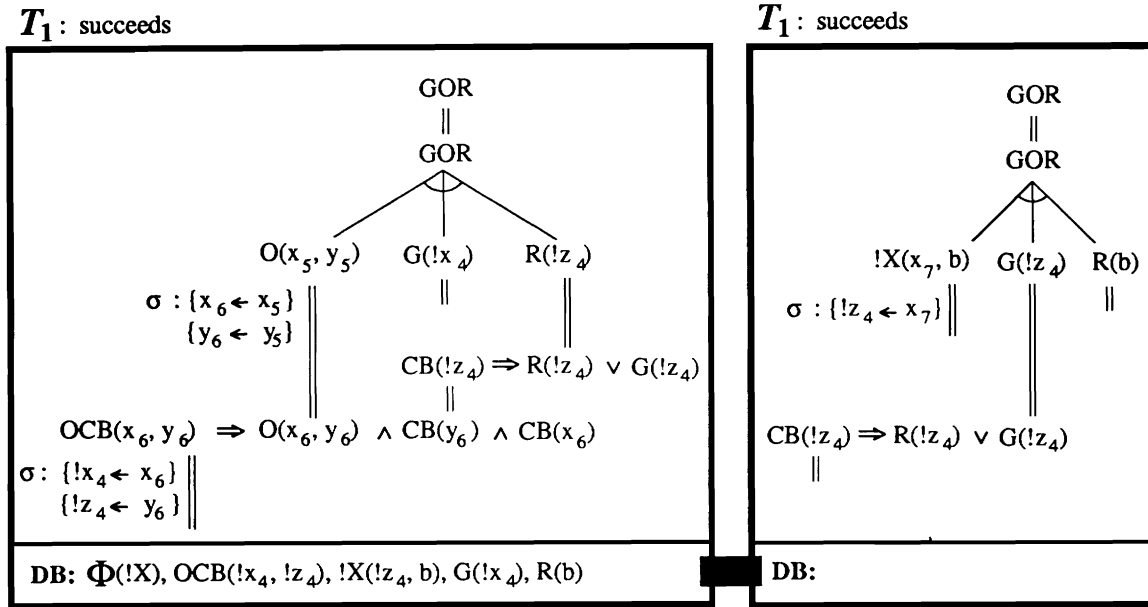 T₁ : succeeds
GOR
GOR
O(x₅, y₅) G(!x₄) R(!z₄)
σ : {x₆ ← x₅}
{y₆ ← y₅}
CB(!z₄) ⇒ R(!z₄) ∨ G(!z₄)
OCB(x₆, y₆) ⇒ O(x₆, y₆) ∧ CB(y₆) ∧ CB(x₆)
σ : {!x₄ ← x₆}
{!z₄ ← y₆}
DB: Φ(!X), OCB(!x₄, !z₄), !X(!z₄, b), G(!x₄), R(b)
T₁ : succeeds
GOR
GOR
!X(x₇, b) G(!z₄) R(b)
σ : {!z₄ ← x₇}
CB(!z₄) ⇒ R(!z₄) ∨ G(!z₄)
DB: